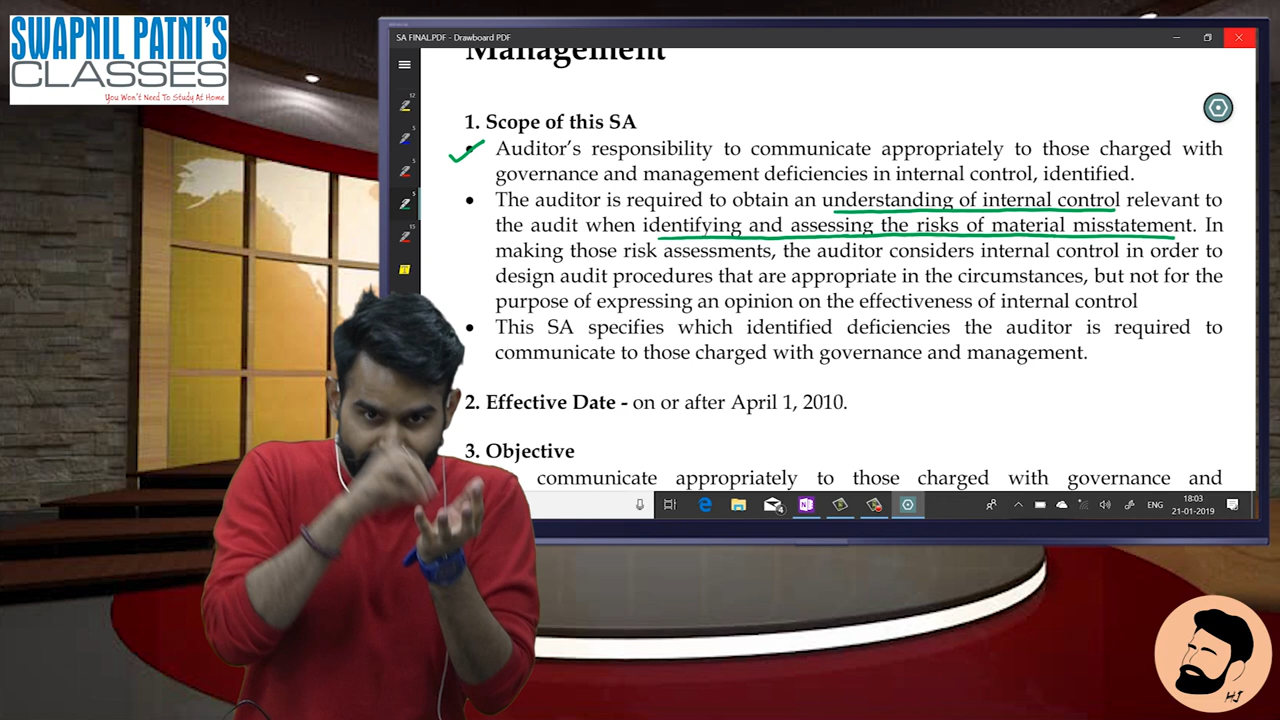 SWAPNIL PATNI'S
CLASSES
You Won't Need To Study At Home
SA FINAL.PDF - Drawboard PDF
Management
1. Scope of this SA
• Auditor's responsibility to communicate appropriately to those charged with
governance and management deficiencies in internal control, identified.
• The auditor is required to obtain an understanding of internal control relevant to
the audit when identifying and assessing the risks of material misstatement. In
making those risk assessments, the auditor considers internal control in order to
design audit procedures that are appropriate in the circumstances, but not for the
purpose of expressing an opinion on the effectiveness of internal control
• This SA specifies which identified deficiencies the auditor is required to
communicate to those charged with governance and management.
2. Effective Date - on or after April 1, 2010.
3. Objective
communicate appropriately to those charged with governance and
ENG
18:03
21-01-2019
HJ